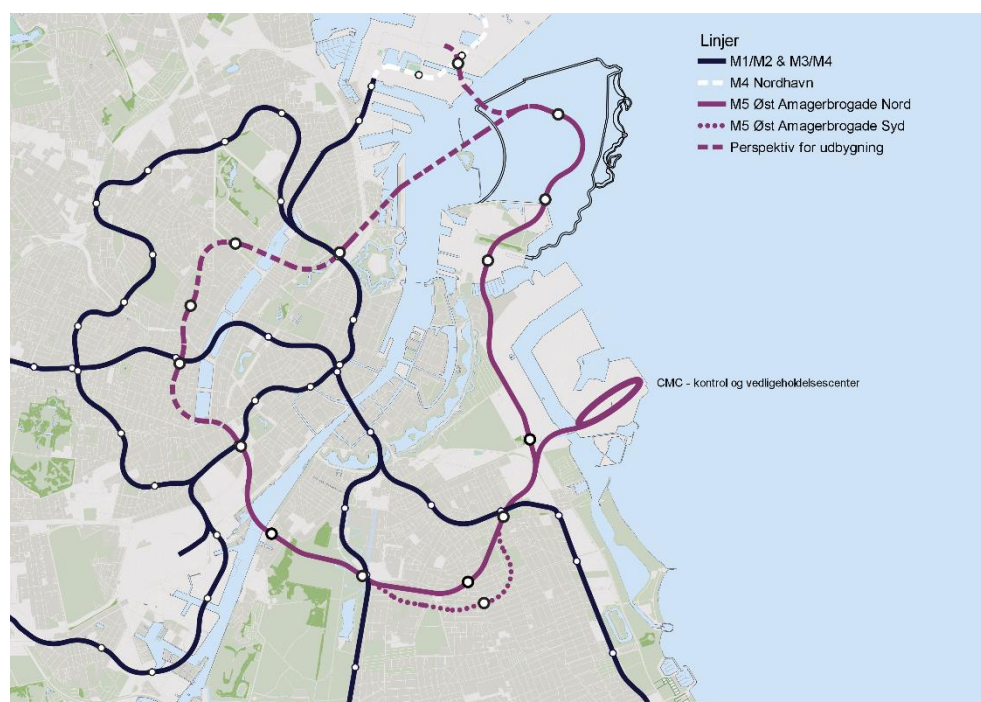 Linjer
M1/M2 & M3/M4
M4 Nordhavn
M5 Øst Amagerbrogade Nord
M5 Øst Amagerbrogade Syd
Perspektiv for udbygning
CMC - kontrol og vedligeholdelsescenter